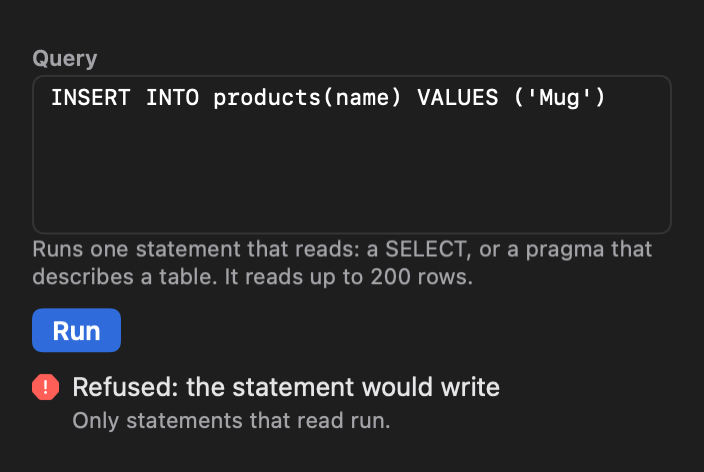 Query
INSERT INTO products(name) VALUES ('Mug')
Runs one statement that reads: a SELECT, or a pragma that
describes a table. It reads up to 200 rows.
Run
! Refused: the statement would write
Only statements that read run.